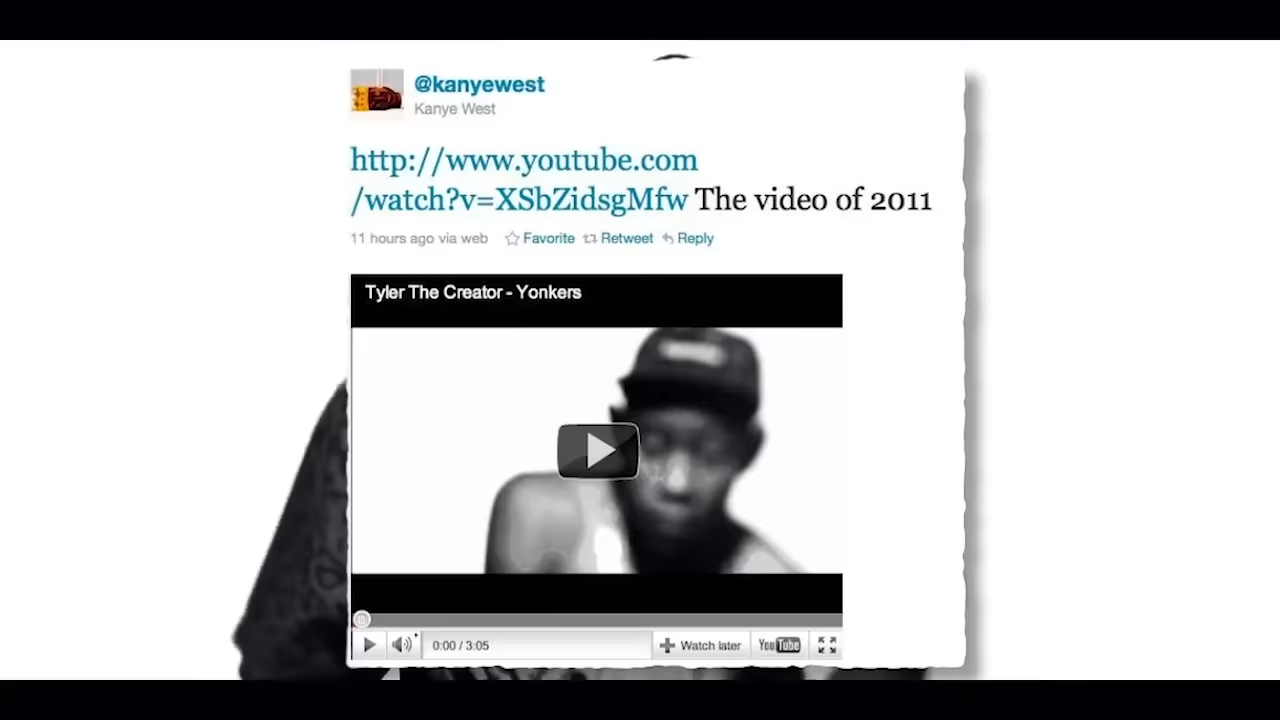 @kanyewest
Kanye West
http://www.youtube.com
/watch?v=XSbZidsgMfw The video of 2011
11 hours ago via web Favorite Retweet Reply
Tyler The Creator - Yonkers
0:00 / 3:05 Watch later YouTube